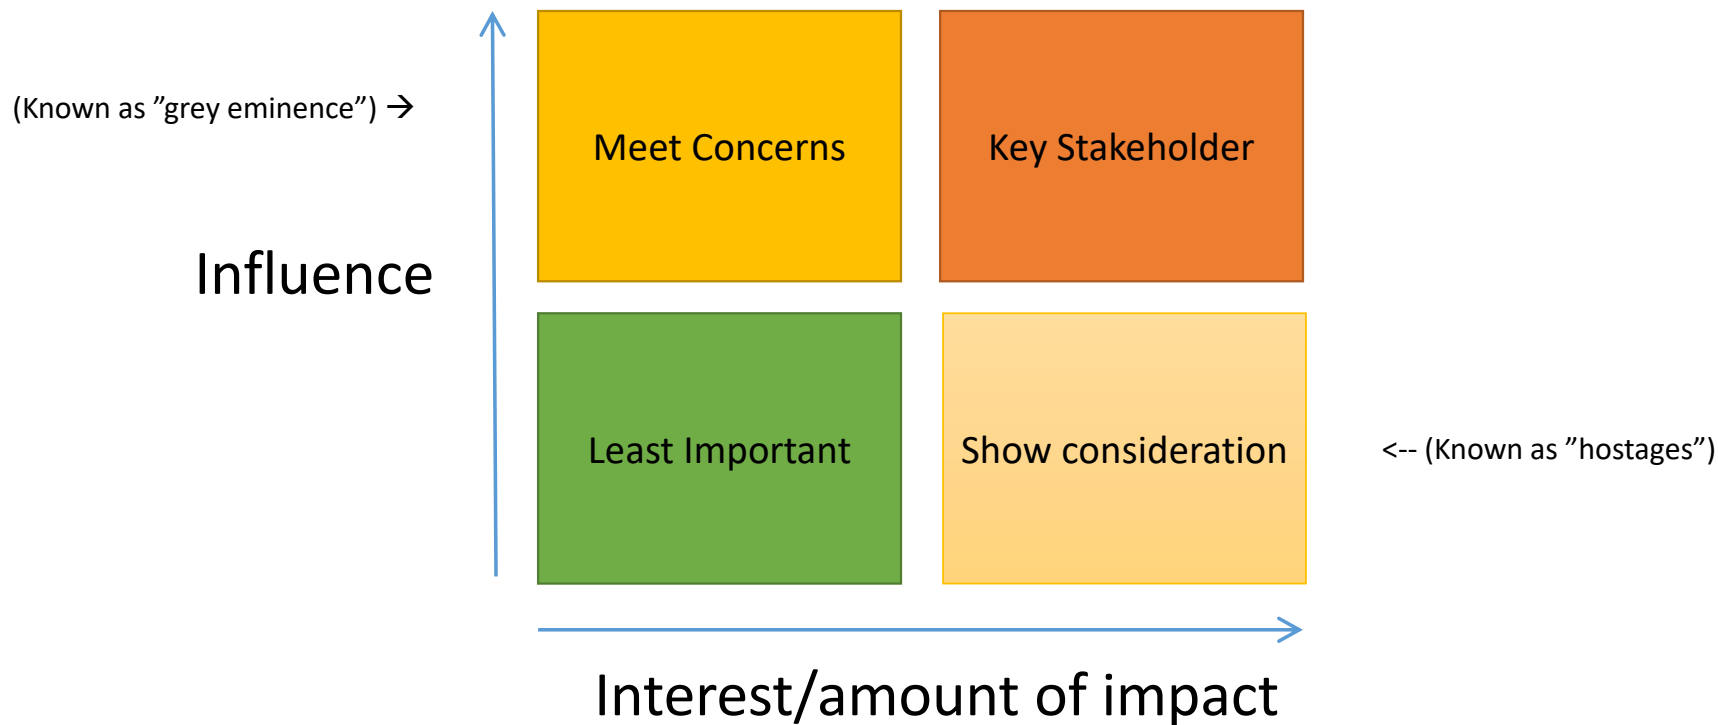 (Known as ”grey eminence”) →
Meet Concerns
Key Stakeholder
Influence
Least Important
Show consideration
<-- (Known as ”hostages”)
Interest/amount of impact